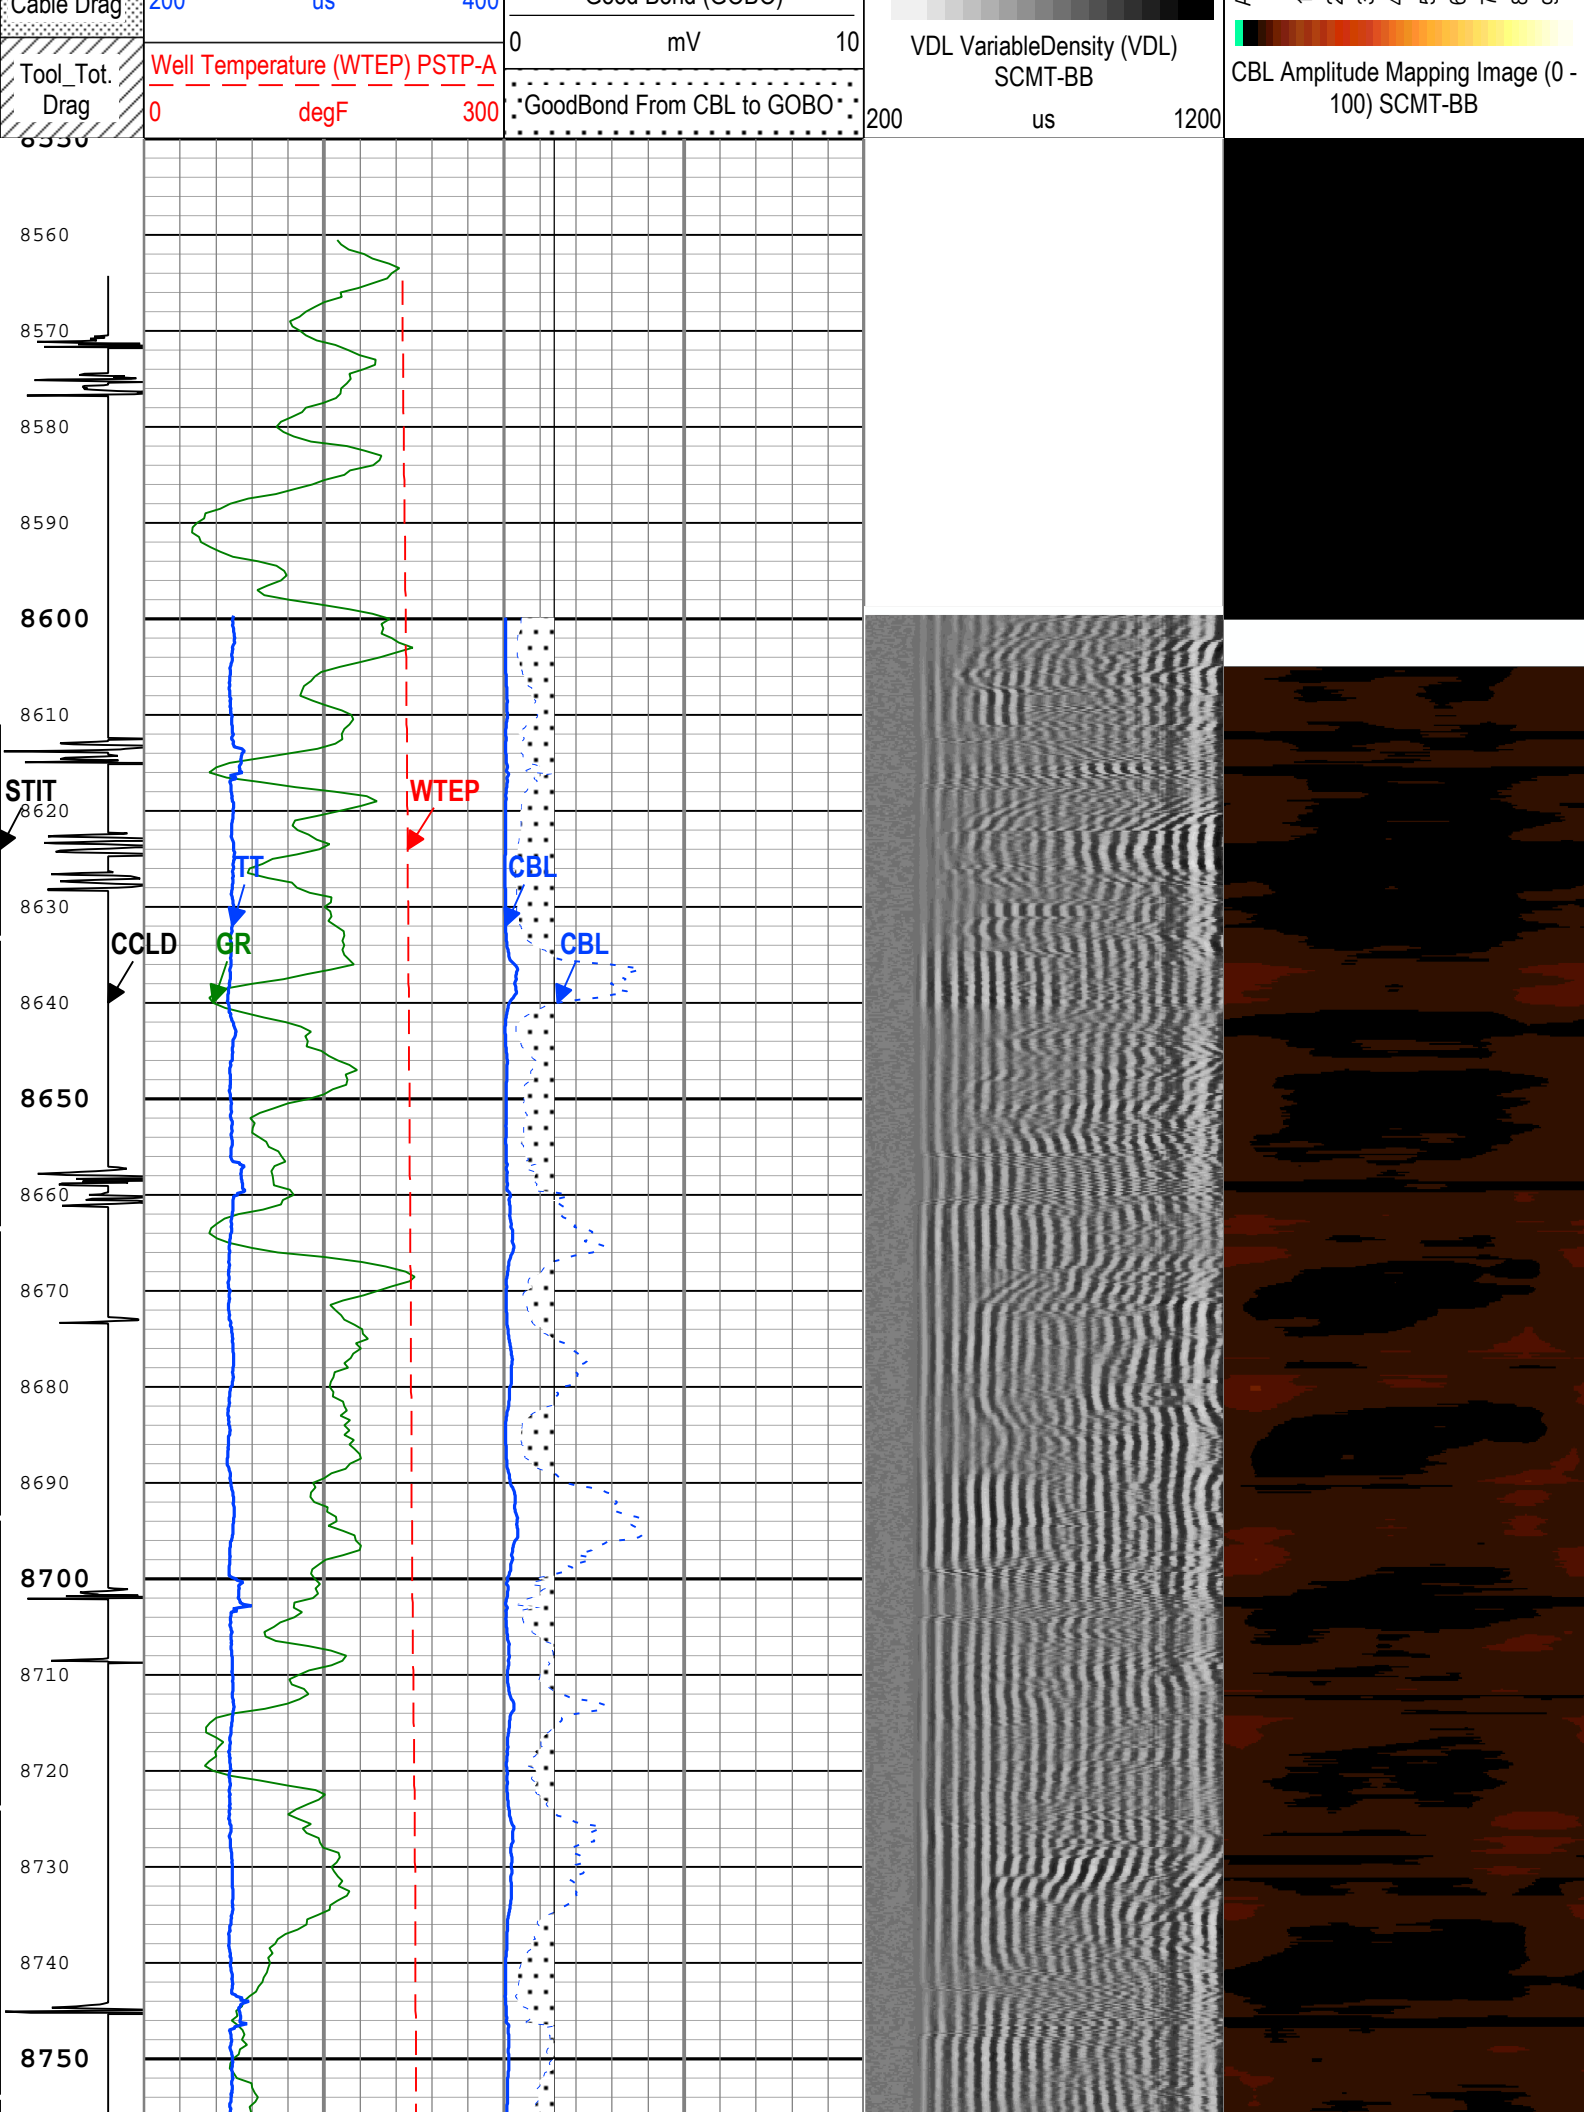 Cable Drag
200 us 400
Good Bond (GOBO)
0 mV 10
Tool_Tot.
Drag
Well Temperature (WTEP) PSTP-A
0 degF 300
GoodBond From CBL to GOBO
VDL VariableDensity (VDL)
SCMT-BB
200 us 1200
CBL Amplitude Mapping Image (0 -
100) SCMT-BB
8550
8560
8570
8580
8590
8600
8610
STIT
WTEP
8620
TT
CBL
8630
CCLD
GR
CBL
8640
8650
8660
8670
8680
8690
8700
8710
8720
8730
8740
8750